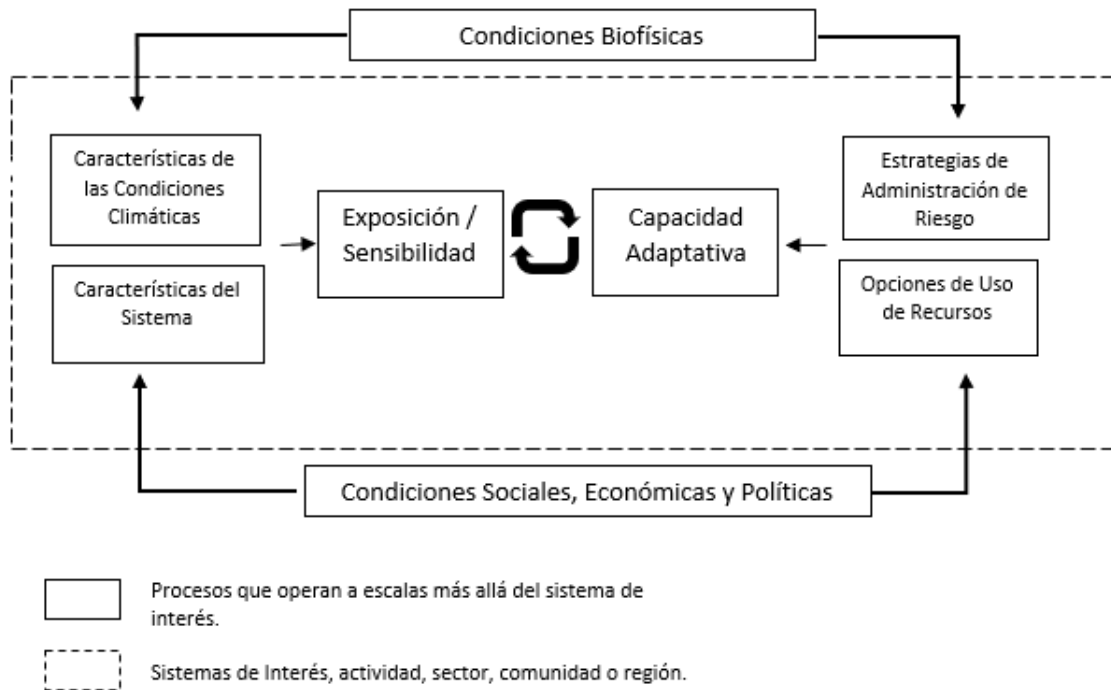 Condiciones Biofísicas
Características de
las Condiciones
Climáticas
Características del
Sistema
Exposición /
Sensibilidad
Capacidad
Adaptativa
Estrategias de
Administración de
Riesgo
Opciones de Uso
de Recursos
Condiciones Sociales, Económicas y Políticas
Procesos que operan a escalas más allá del sistema de
interés.
Sistemas de Interés, actividad, sector, comunidad o región.